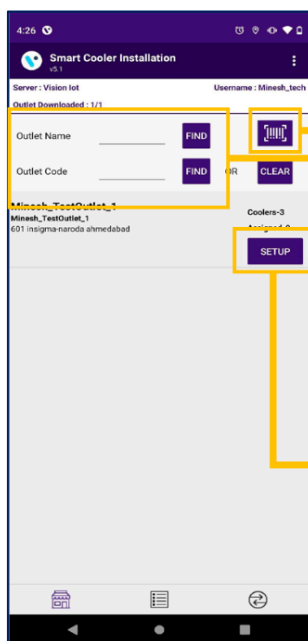 4:26
Smart Cooler Installation
v5.1
Server : Vision Iot Username : Minesh_tech
Outlet Downloaded : 1/1
Outlet Name FIND
Outlet Code FIND OR CLEAR
Minesh_TestOutlet_1
Minesh_TestOutlet_1 Coolers-3
601 insigma-naroda ahmedabad
SETUP